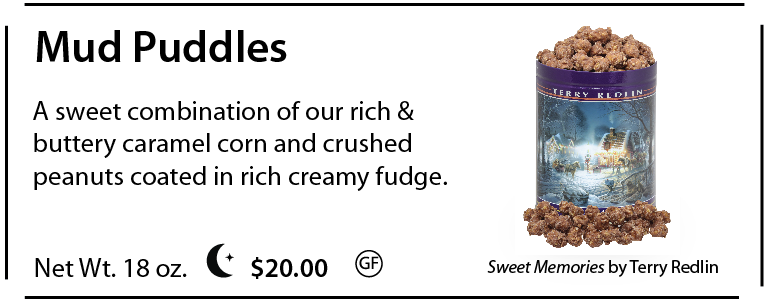 Mud Puddles
A sweet combination of our rich &
buttery caramel corn and crushed
peanuts coated in rich creamy fudge.
TERRY REDLIN
Net Wt. 18 oz. $20.00 GF
Sweet Memories by Terry Redlin